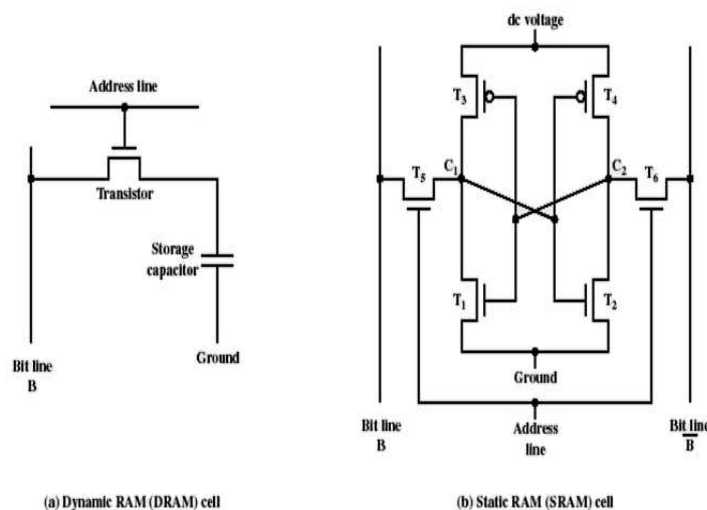 Address line
Transistor
Storage
capacitor
Bit line
B
Ground
(a) Dynamic RAM (DRAM) cell
dc voltage
T3
T4
T5
C1
C2
T6
T1
T2
Ground
Bit line
B
Address
line
Bit line
B̅
(b) Static RAM (SRAM) cell